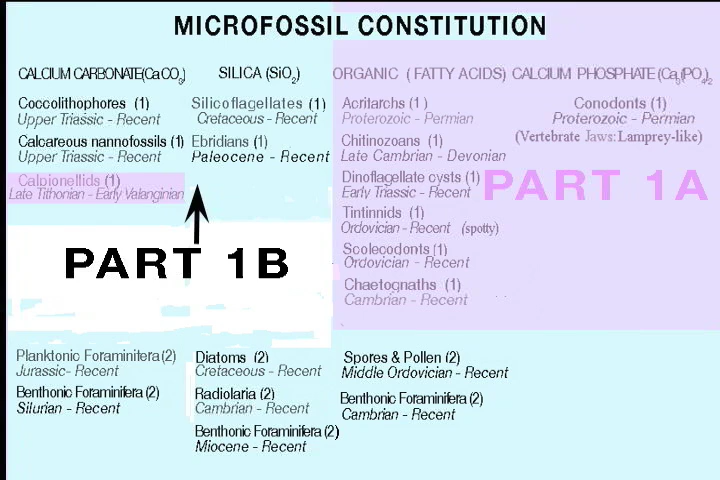 MICROFOSSIL CONSTITUTION
CALCIUM CARBONATE(CaCO3)
SILICA (SiO2)
ORGANIC ( FATTY ACIDS)
CALCIUM PHOSPHATE(Ca3(PO4)2
Coccolithophores (1)
Upper Triassic - Recent
Calcareous nannofossils (1)
Upper Triassic - Recent
Calpionellids (1)
Late Tithonian - Early Valanginian
Silicoflagellates (1)
Cretaceous - Recent
Ebridians (1)
Paleocene - Recent
Acritarchs (1)
Proterozoic - Permian
Chitinozoans (1)
Late Cambrian - Devonian
Dinoflagellate cysts (1)
Early Triassic - Recent
Tintinnids (1)
Ordovician - Recent (spotty)
Scolecodonts (1)
Ordovician - Recent
Chaetognaths (1)
Cambrian - Recent
Conodonts (1)
Proterozoic - Permian
(Vertebrate Jaws: Lamprey-like)
PART 1A
PART 1B
Planktonic Foraminifera (2)
Jurassic- Recent
Benthonic Foraminifera (2)
Silurian - Recent
Diatoms (2)
Cretaceous - Recent
Radiolaria (2)
Cambrian - Recent
Benthonic Foraminifera (2)
Miocene - Recent
Spores & Pollen (2)
Middle Ordovician - Recent
Benthonic Foraminifera (2)
Cambrian - Recent